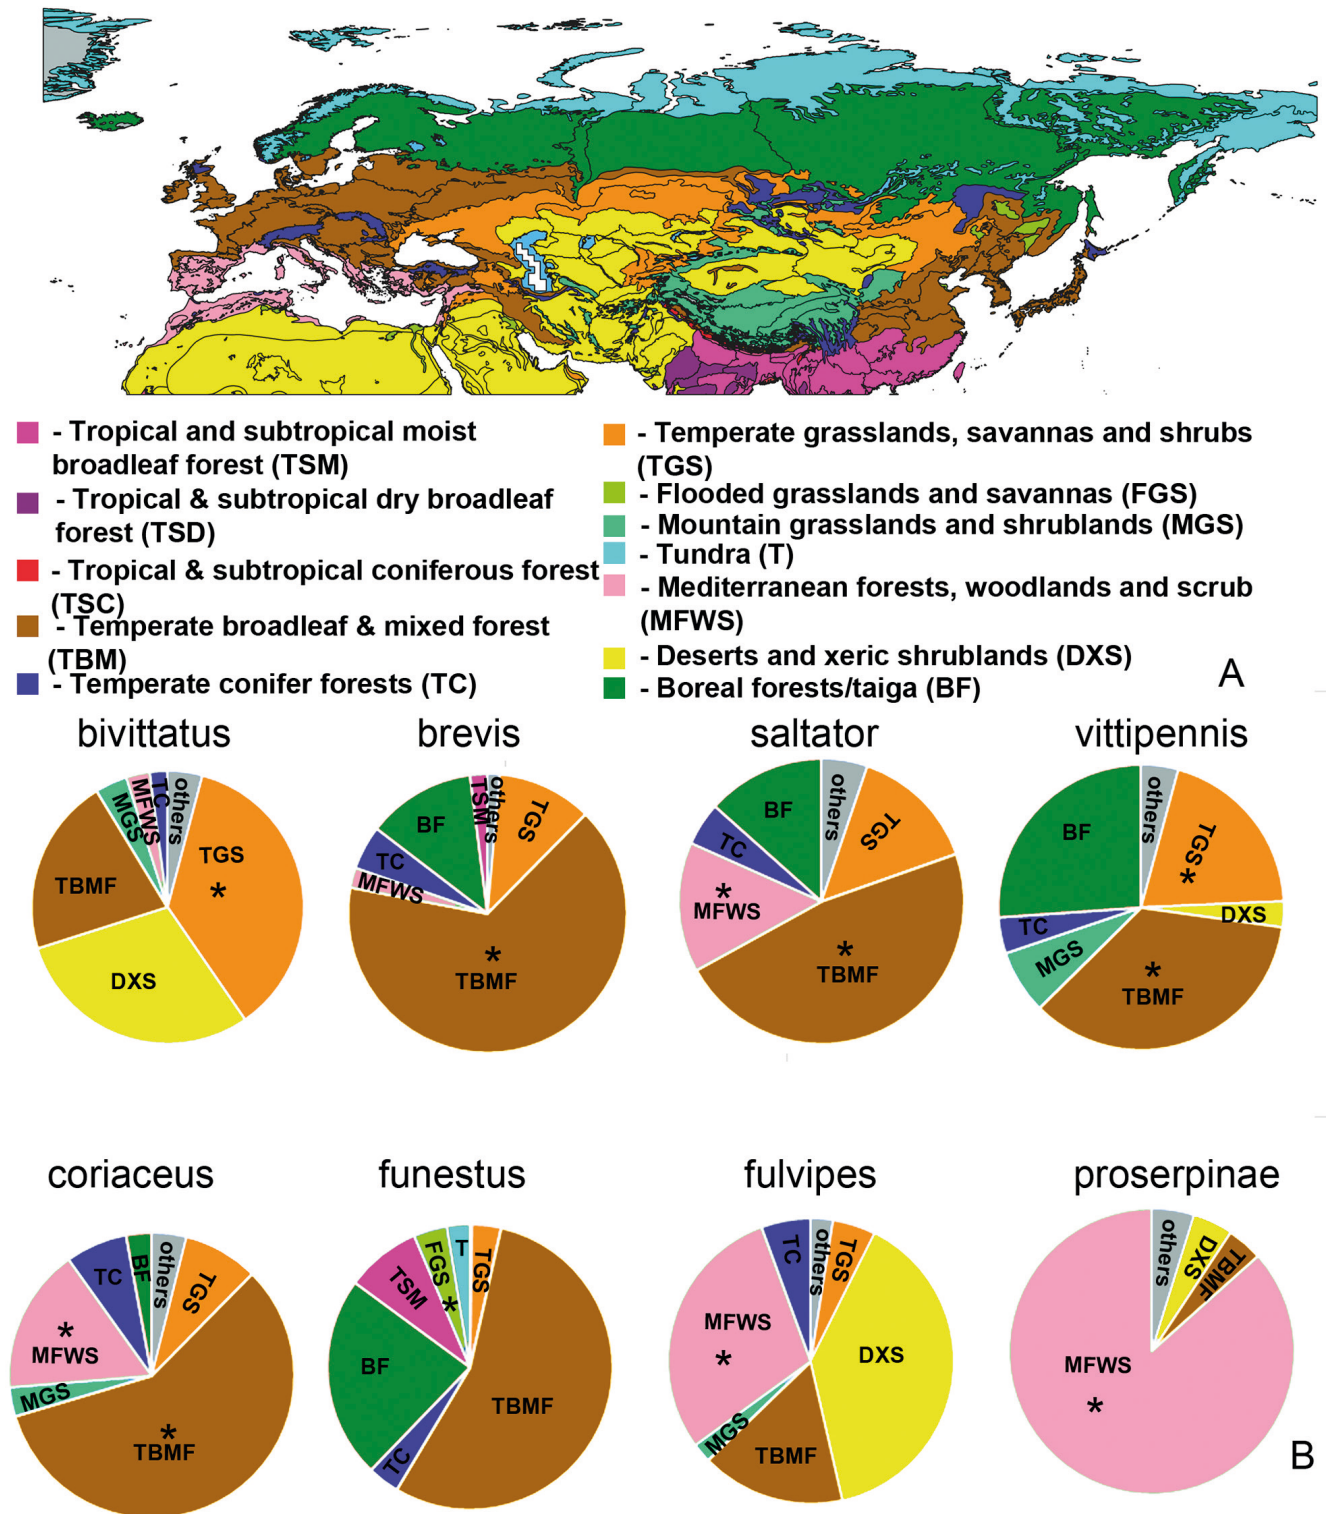 - Tropical and subtropical moist
broadleaf forest (TSM)
- Tropical & subtropical dry broadleaf
forest (TSD)
- Tropical & subtropical coniferous forest
(TSC)
- Temperate broadleaf & mixed forest
(TBM)
- Temperate conifer forests (TC)
- Temperate grasslands, savannas and shrubs
(TGS)
- Flooded grasslands and savannas (FGS)
- Mountain grasslands and shrublands (MGS)
- Tundra (T)
- Mediterranean forests, woodlands and scrub
(MFWS)
- Deserts and xeric shrublands (DXS)
- Boreal forests/taiga (BF)
A
bivittatus
MGS
MFWS
TC
others
TGS
*
TBMF
DXS
brevis
TSM
others
TGS
BF
TC
MFWS
*
TBMF
saltator
BF
others
TGS
TC
*
MFWS
*
TBMF
vittipennis
others
BF
TGS
*
DXS
TC
MGS
*
TBMF
coriaceus
TC
BF
others
TGS
*
MFWS
MGS
*
TBMF
funestus
TSM
FGS
*
T
TGS
BF
TBMF
TC
fulvipes
TC
others
TGS
MFWS
*
DXS
MGS
TBMF
proserpinae
others
DXS
TBMF
MFWS
*
B